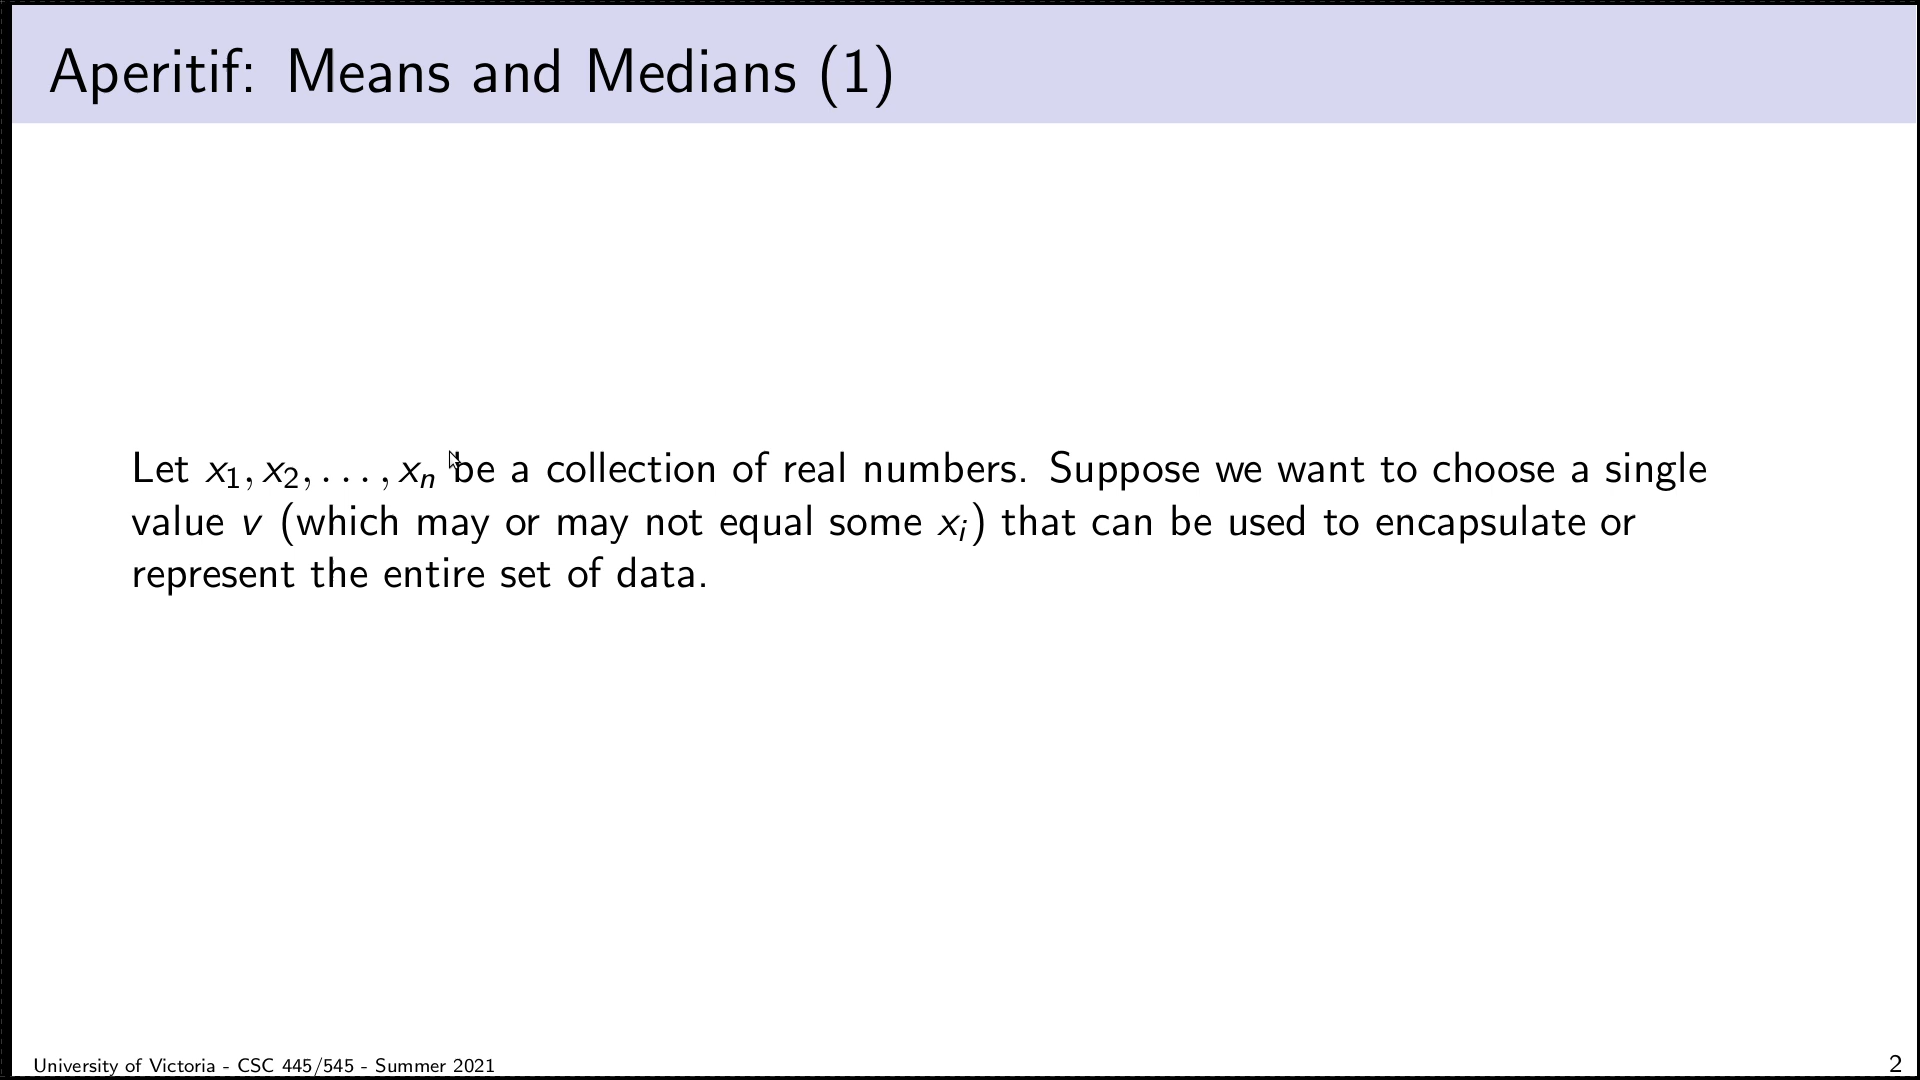 Aperitif: Means and Medians (1)
Let x₁, x₂, . . . , xₙ be a collection of real numbers. Suppose we want to choose a single
value v (which may or may not equal some xᵢ) that can be used to encapsulate or
represent the entire set of data.
University of Victoria - CSC 445/545 - Summer 2021
2